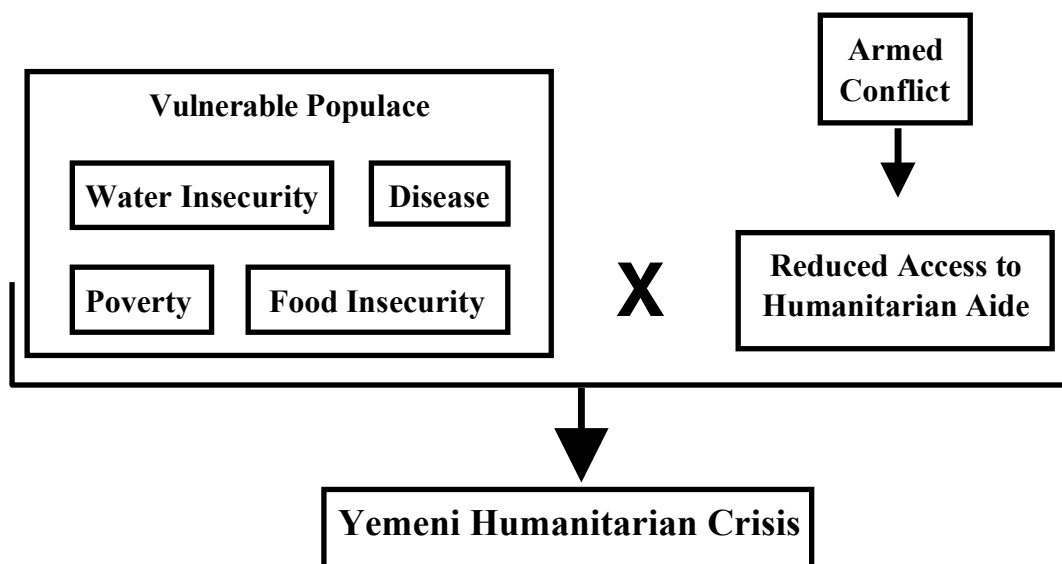 Vulnerable Populace
Water Insecurity
Disease
Poverty
Food Insecurity
X
Armed
Conflict
Reduced Access to
Humanitarian Aide
Yemeni Humanitarian Crisis